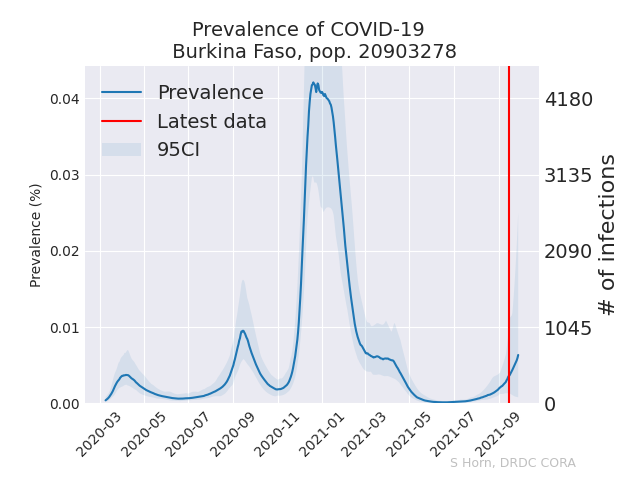 Prevalence of COVID-19
Burkina Faso, pop. 20903278
Prevalence
Latest data
95CI
Prevalence (%)
0.04
0.03
0.02
0.01
0.00
4180
3135
2090
1045
0
# of infections
2020-03
2020-05
2020-07
2020-09
2020-11
2021-01
2021-03
2021-05
2021-07
2021-09
S Horn, DRDC CORA